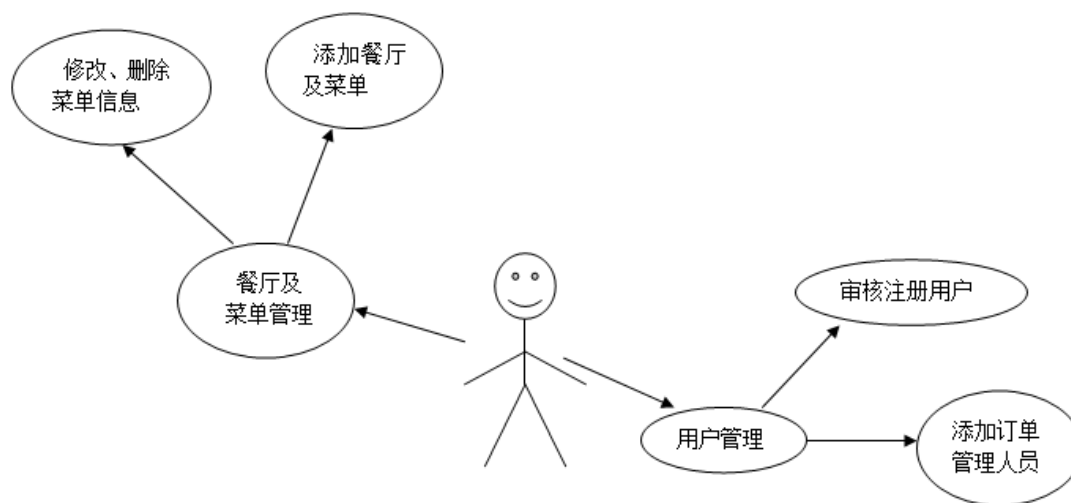 修改、删除
菜单信息
添加餐厅
及菜单
餐厅及
菜单管理
审核注册用户
用户管理
添加订单
管理人员